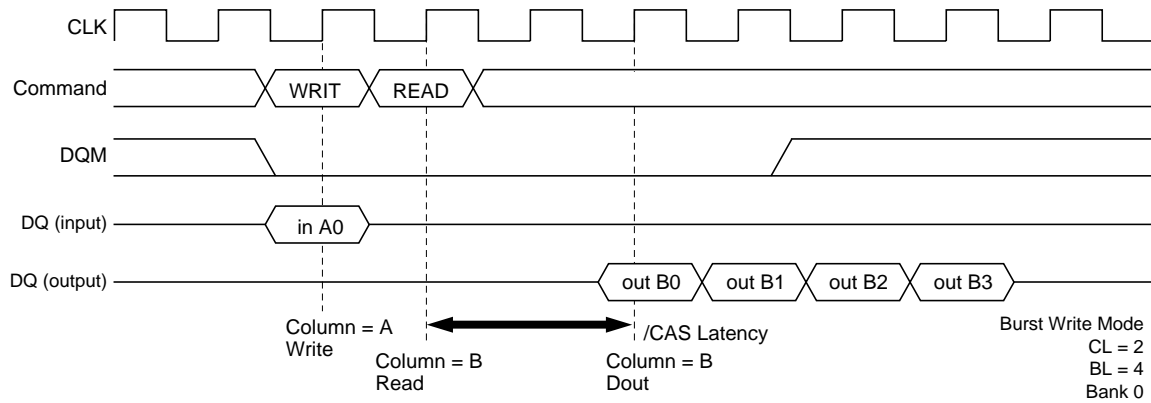 CLK
Command
WRIT
READ
DQM
DQ (input)
in A0
DQ (output)
out B0
out B1
out B2
out B3
Column = A
Write
/CAS Latency
Column = B
Read
Column = B
Dout
Burst Write Mode
CL = 2
BL = 4
Bank 0